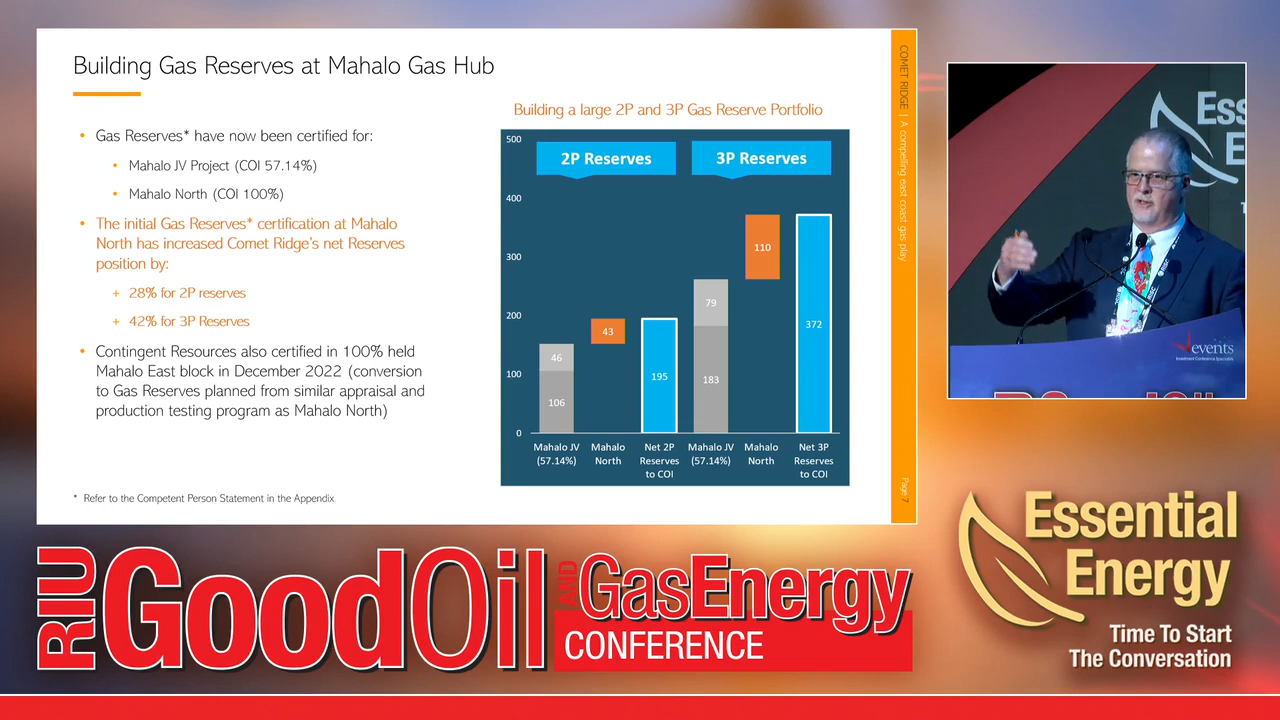 Building Gas Reserves at Mahalo Gas Hub
• Gas Reserves* have now been certified for:
• Mahalo JV Project (COI 57.14%)
• Mahalo North (COI 100%)
• The initial Gas Reserves* certification at Mahalo
North has increased Comet Ridge's net Reserves
position by:
+ 28% for 2P reserves
+ 42% for 3P Reserves
• Contingent Resources also certified in 100% held
Mahalo East block in December 2022 (conversion
to Gas Reserves planned from similar appraisal and
production testing program as Mahalo North)
* Refer to the Competent Person Statement in the Appendix
Building a large 2P and 3P Gas Reserve Portfolio
500
400
300
200
100
0
2P Reserves
3P Reserves
46
106
43
195
79
183
110
372
Mahalo JV
(57.14%)
Mahalo
North
Net 2P
Reserves
to COI
Mahalo JV
(57.14%)
Mahalo
North
Net 3P
Reserves
to COI
COMET RIDGE | A compelling east coast gas play
Page 7
Ess
E
T
events
Investment Conference Specialists
RIU
GoodOil
AND
GasEnergy
CONFERENCE
Essential
Energy
Time To Start
The Conversation